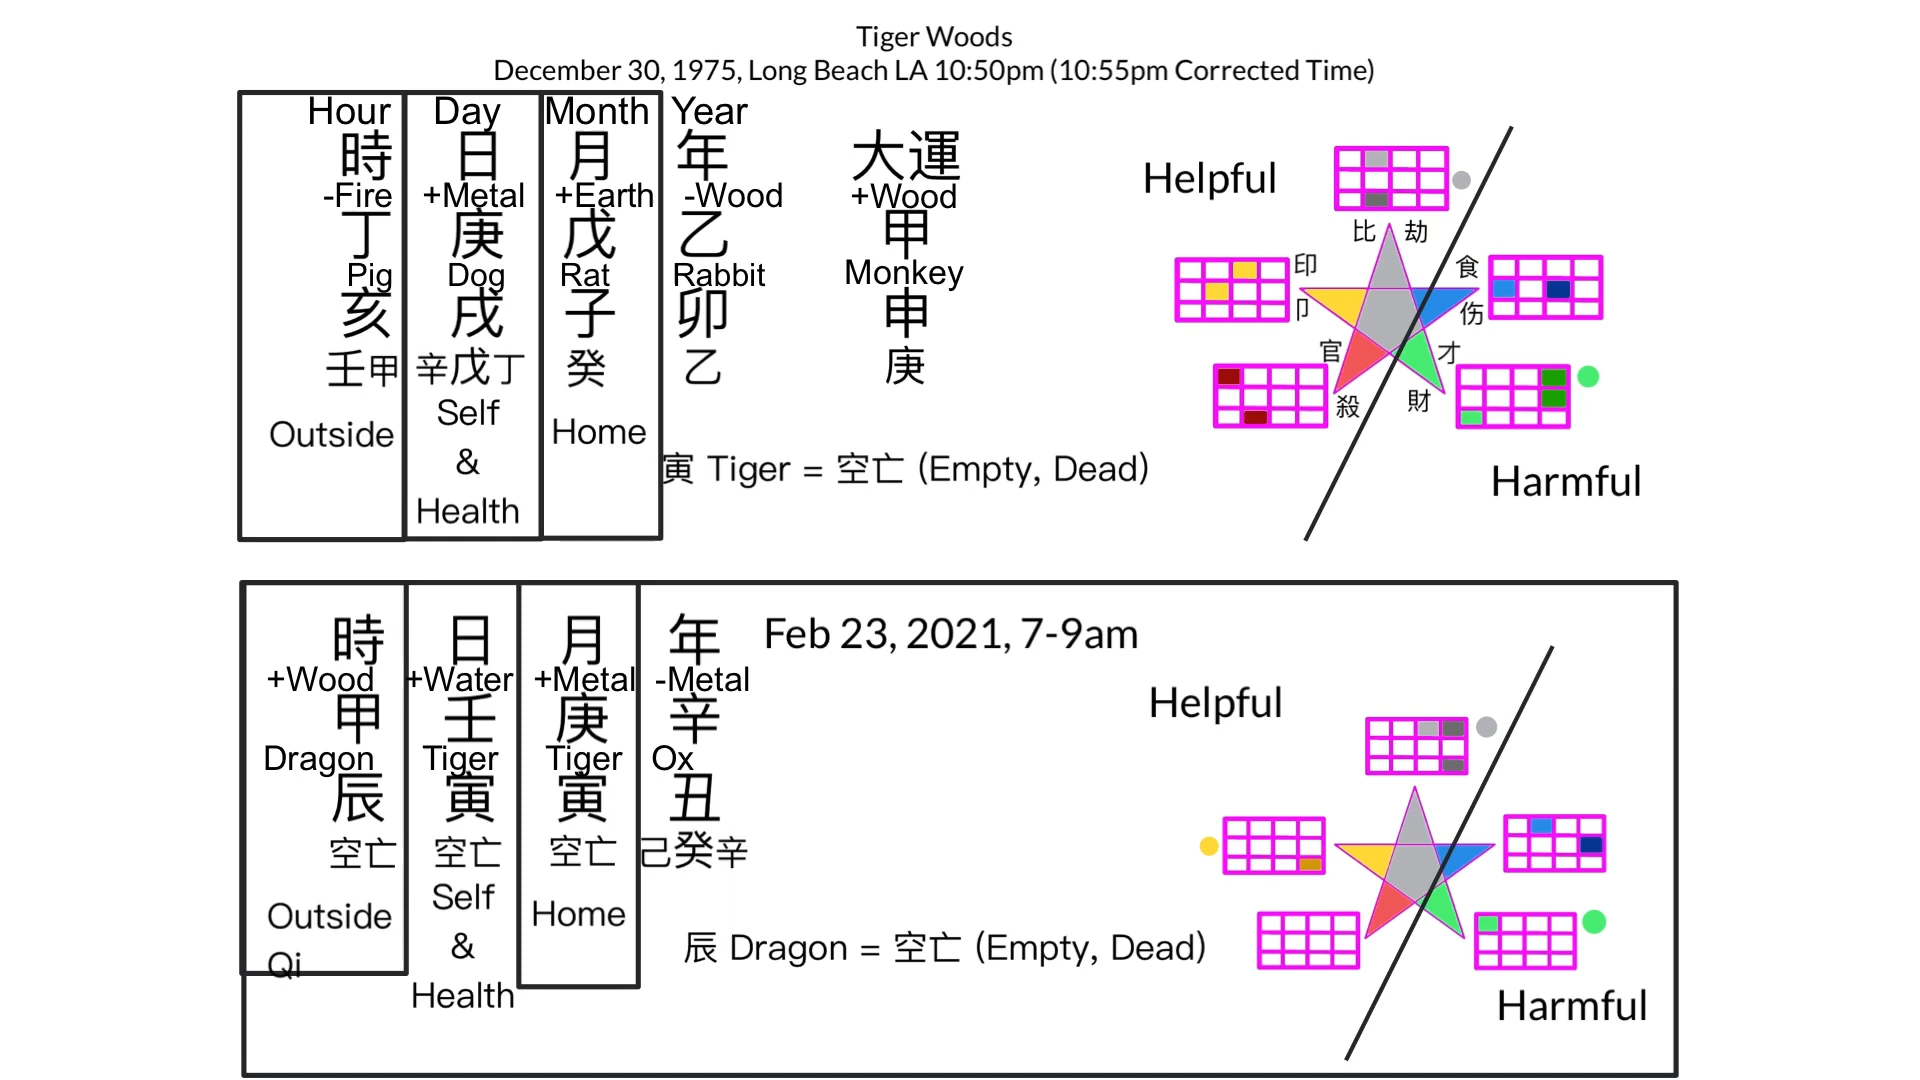 Tiger Woods
December 30, 1975, Long Beach LA 10:50pm (10:55pm Corrected Time)
Hour Day Month Year
時 日 月 年 大運
-Fire +Metal +Earth -Wood +Wood
丁 庚 戊 乙 甲
Pig Dog Rat Rabbit Monkey
亥 戌 子 卯 申
壬甲 辛戊丁 癸 乙 庚
Outside
Self
&
Health
Home
寅 Tiger = 空亡 (Empty, Dead)
Helpful
比 劫
印 食
卩 伤
官 才
殺 財
Harmful
時 日 月 年 Feb 23, 2021, 7-9am
+Wood +Water +Metal -Metal
甲 壬 庚 辛
Dragon Tiger Tiger Ox
辰 寅 寅 丑
空亡 空亡 空亡 己癸辛
Outside
Qi
Self
&
Health
Home
辰 Dragon = 空亡 (Empty, Dead)
Helpful
Harmful